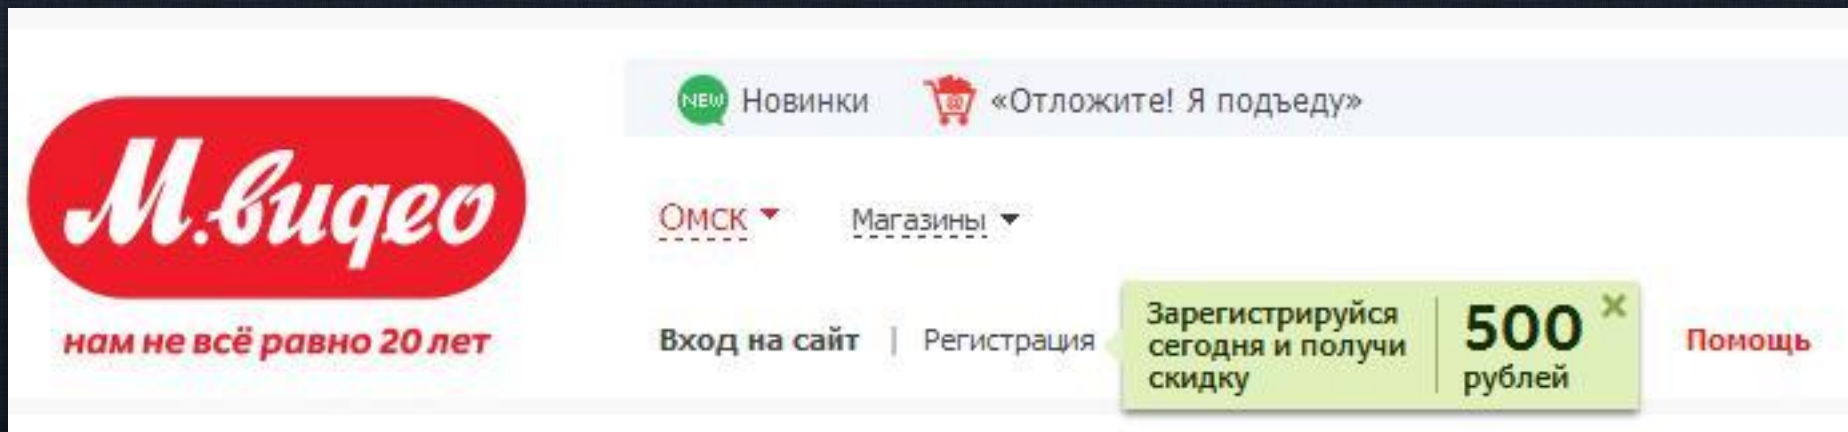 NEW Новинки «Отложите! Я подъеду»
М.видео
нам не всё равно 20 лет
Омск Магазины
Вход на сайт | Регистрация
Зарегистрируйся
сегодня и получи
скидку
500
рублей
Помощь